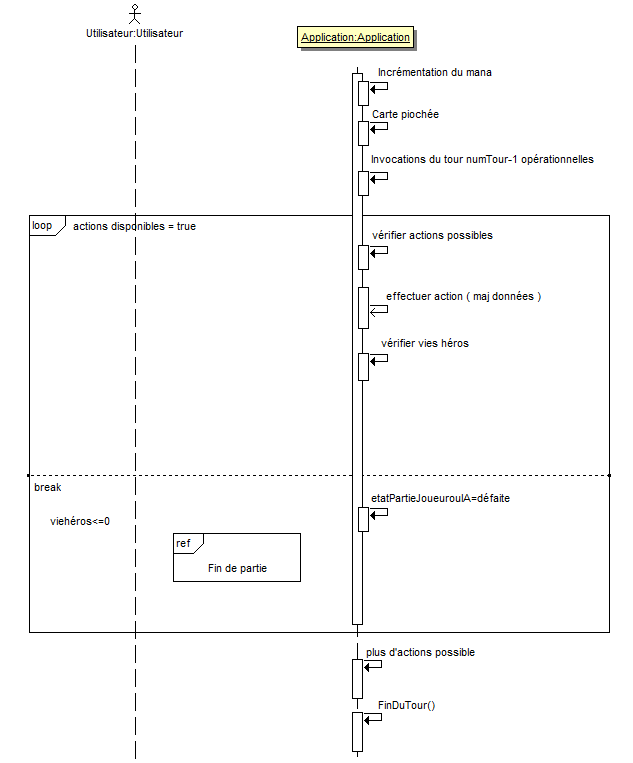 Utilisateur:Utilisateur
Application:Application
Incrémentation du mana
Carte piochée
Invocations du tour numTour-1 opérationnelles
loop
actions disponibles = true
vérifier actions possibles
effectuer action ( maj données )
vérifier vies héros
break
etatPartieJoueurouIA=défaite
viehéros<=0
ref
Fin de partie
plus d'actions possible
FinDuTour()